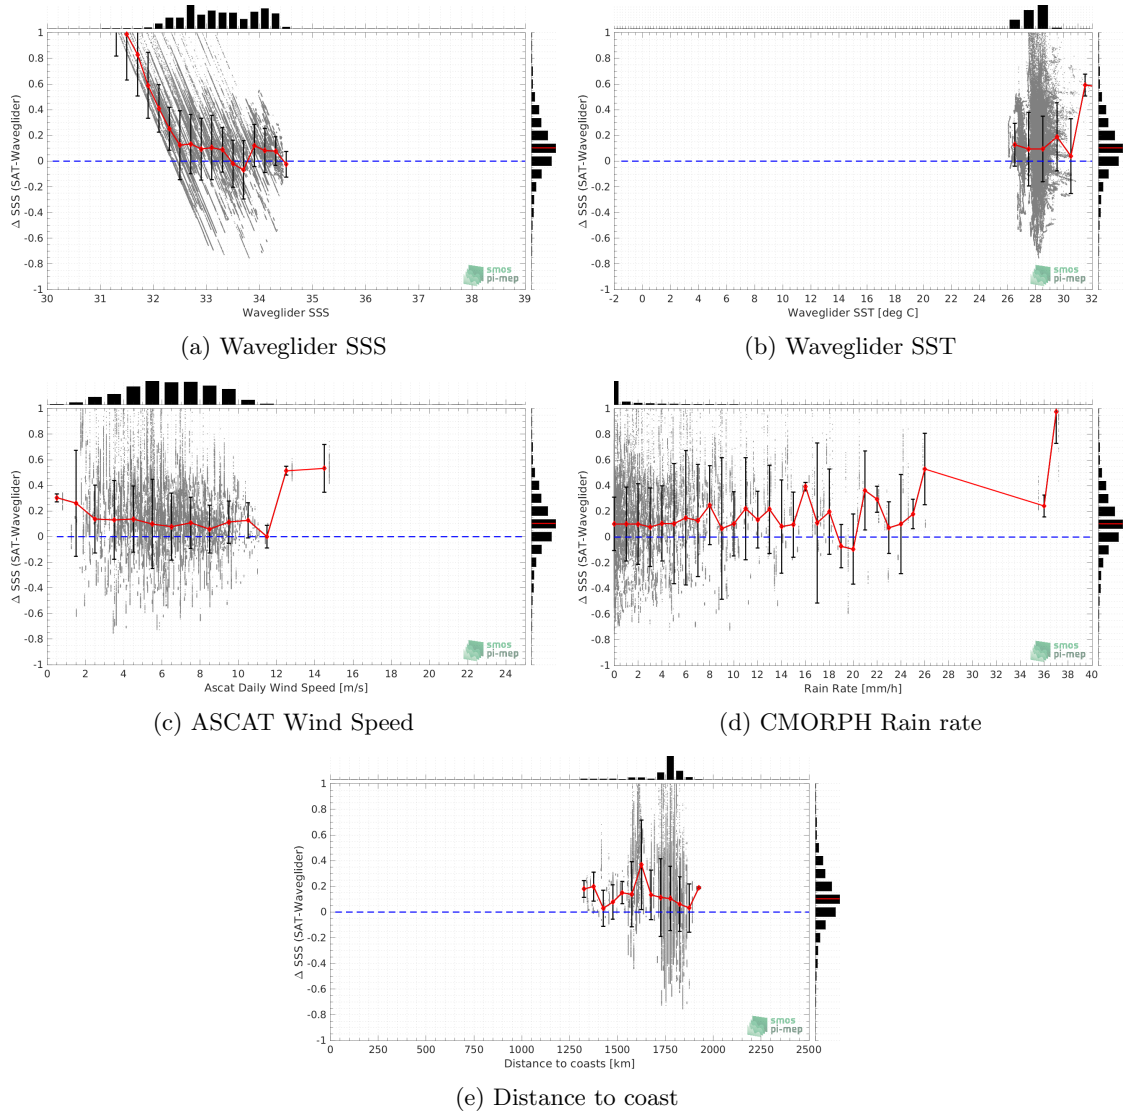 1
0.8
0.6
0.4
0.2
0
-0.2
-0.4
-0.6
-0.8
-1
Δ SSS (SAT-Waveglider)
smos
pi-mep
30 31 32 33 34 35 36 37 38 39
Waveglider SSS
(a) Waveglider SSS
1
0.8
0.6
0.4
0.2
0
-0.2
-0.4
-0.6
-0.8
-1
Δ SSS (SAT-Waveglider)
smos
pi-mep
-2 0 2 4 6 8 10 12 14 16 18 20 22 24 26 28 30 32
Waveglider SST [deg C]
(b) Waveglider SST
1
0.8
0.6
0.4
0.2
0
-0.2
-0.4
-0.6
-0.8
-1
Δ SSS (SAT-Waveglider)
smos
pi-mep
0 2 4 6 8 10 12 14 16 18 20 22 24
Ascat Daily Wind Speed [m/s]
(c) ASCAT Wind Speed
1
0.8
0.6
0.4
0.2
0
-0.2
-0.4
-0.6
-0.8
-1
Δ SSS (SAT-Waveglider)
smos
pi-mep
0 2 4 6 8 10 12 14 16 18 20 22 24 26 28 30 32 34 36 38 40
Rain Rate [mm/h]
(d) CMORPH Rain rate
1
0.8
0.6
0.4
0.2
0
-0.2
-0.4
-0.6
-0.8
-1
Δ SSS (SAT-Waveglider)
smos
pi-mep
0 250 500 750 1000 1250 1500 1750 2000 2250 2500
Distance to coasts [km]
(e) Distance to coast